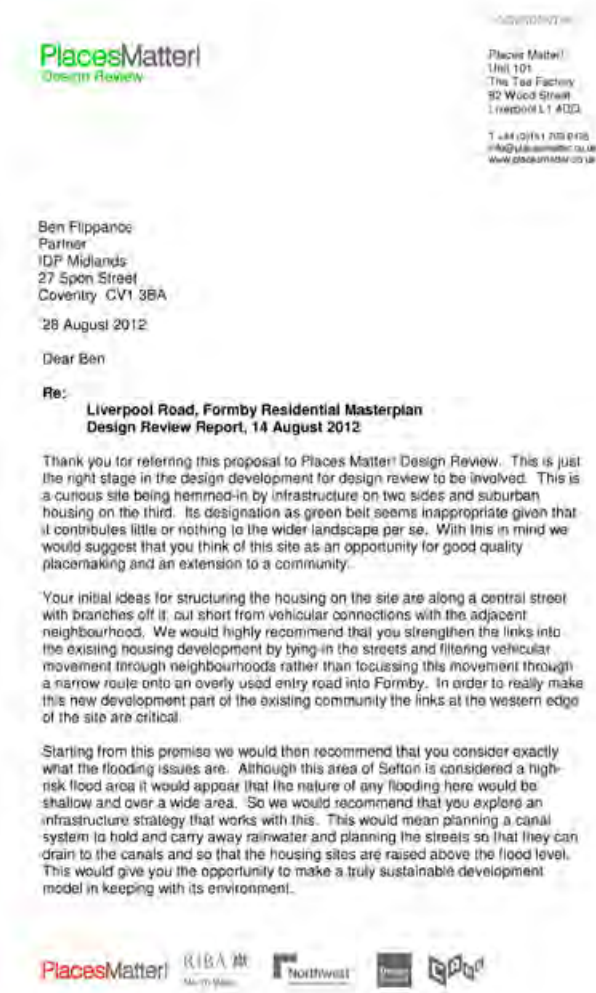 PlacesMatter!
Design Review
Places Matter!
Unit 101
The Tea Factory
82 Wood Street
Liverpool L1 4DQ
www.placesmatter.co.uk
Ben Flippance
Partner
IDP Midlands
27 Spon Street
Coventry CV1 3BA
28 August 2012
Dear Ben
Re:
Liverpool Road, Formby Residential Masterplan
Design Review Report, 14 August 2012
Thank you for referring this proposal to Places Matter! Design Review. This is just
the right stage in the design development for design review to be involved. This is
a curious site being hemmed-in by infrastructure on two sides and suburban
housing on the third. Its designation as green belt seems inappropriate given that
it contributes little or nothing to the wider landscape per se. With this in mind we
would suggest that you think of this site as an opportunity for good quality
placemaking and an extension to a community.
Your initial ideas for structuring the housing on the site are along a central street
with branches off it, cut short from vehicular connections with the adjacent
neighbourhood. We would highly recommend that you strengthen the links into
the existing housing development by tying-in the streets and filtering vehicular
movement through neighbourhoods rather than focussing this movement through
a narrow route onto an overly used entry road into Formby. In order to really make
this new development part of the existing community the links at the western edge
of the site are critical.
Starting from this premise we would then recommend that you consider exactly
what the flooding issues are. Although this area of Sefton is considered a high-
risk flood area it would appear that the nature of any flooding here would be
shallow and over a wide area. So we would recommend that you explore an
infrastructure strategy that works with this. This would mean planning a canal
system to hold and carry away rainwater and planning the streets so that they can
drain to the canals and so that the housing sites are raised above the flood level.
This would give you the opportunity to make a truly sustainable development
model in keeping with its environment.
PlacesMatter!
RIBA
Northwest